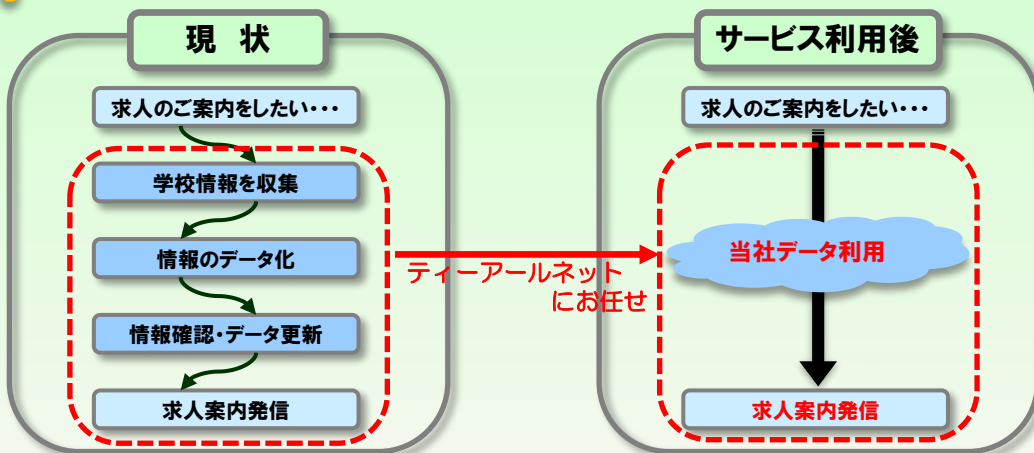 現 状
求人のご案内をしたい・・・
学校情報を収集
情報のデータ化
情報確認・データ更新
求人案内発信
ティーアールネット
にお任せ
サービス利用後
求人のご案内をしたい・・・
当社データ利用
求人案内発信